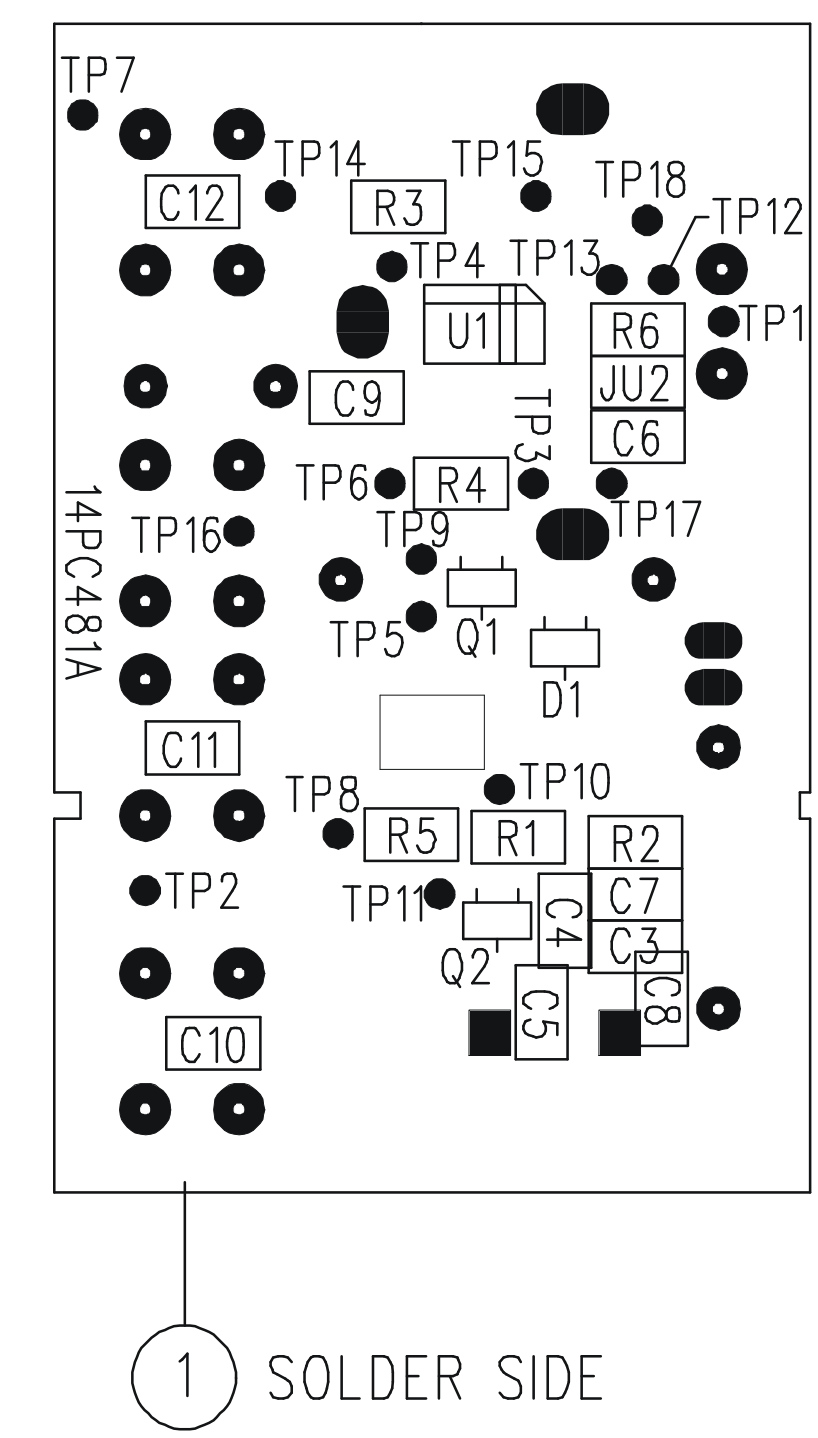 TP7
TP14
TP15
TP18
C12
R3
TP12
TP4
TP13
U1
R6
TP1
JU2
C9
TP3
C6
TP6
R4
14PC481A
TP17
TP16
TP9
TP5
Q1
D1
C11
TP10
TP8
R5
R1
R2
TP2
TP11
C7
C4
C3
Q2
C5
C8
C10
1
SOLDER SIDE